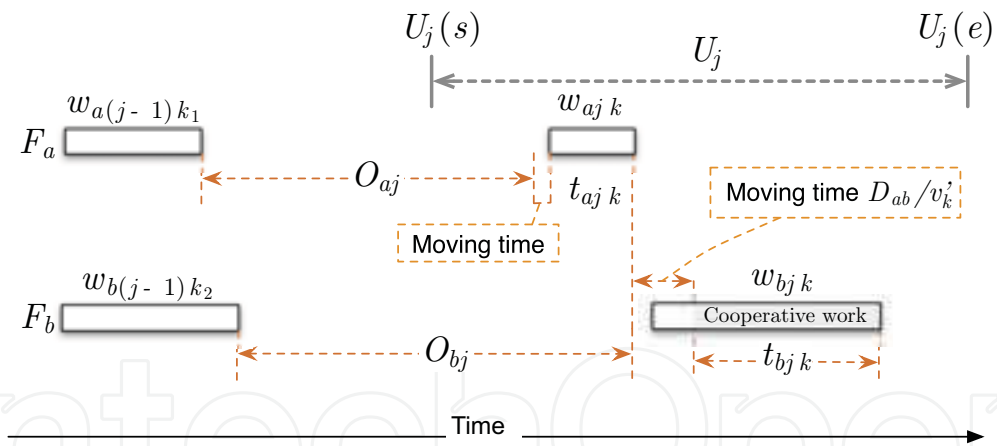 U_j(s) U_j(e)
U_j
w_{a(j-1)k_1} w_{ajk}
F_a
O_{aj} t_{ajk} Moving time D_{ab}/v'_k
Moving time
w_{b(j-1)k_2} w_{bjk}
F_b Cooperative work
O_{bj} t_{bjk}
Time